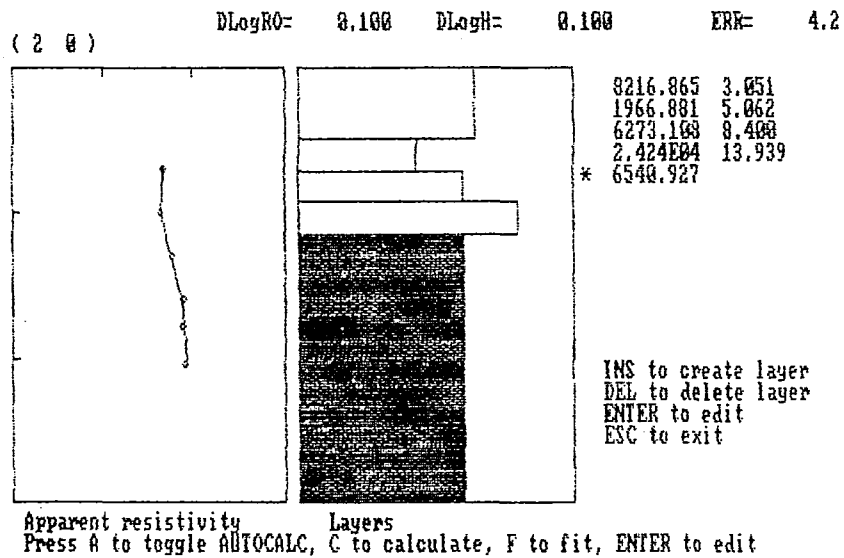 DLogRO= 0.100 DLogH= 0.100 ERR= 4.2
( 2 0 )
8216.865 3.051
1966.881 5.062
6273.108 8.400
2.424E04 13.939
* 6540.927
INS to create layer
DEL to delete layer
ENTER to edit
ESC to exit
Apparent resistivity Layers
Press A to toggle AUTOCALC, C to calculate, F to fit, ENTER to edit